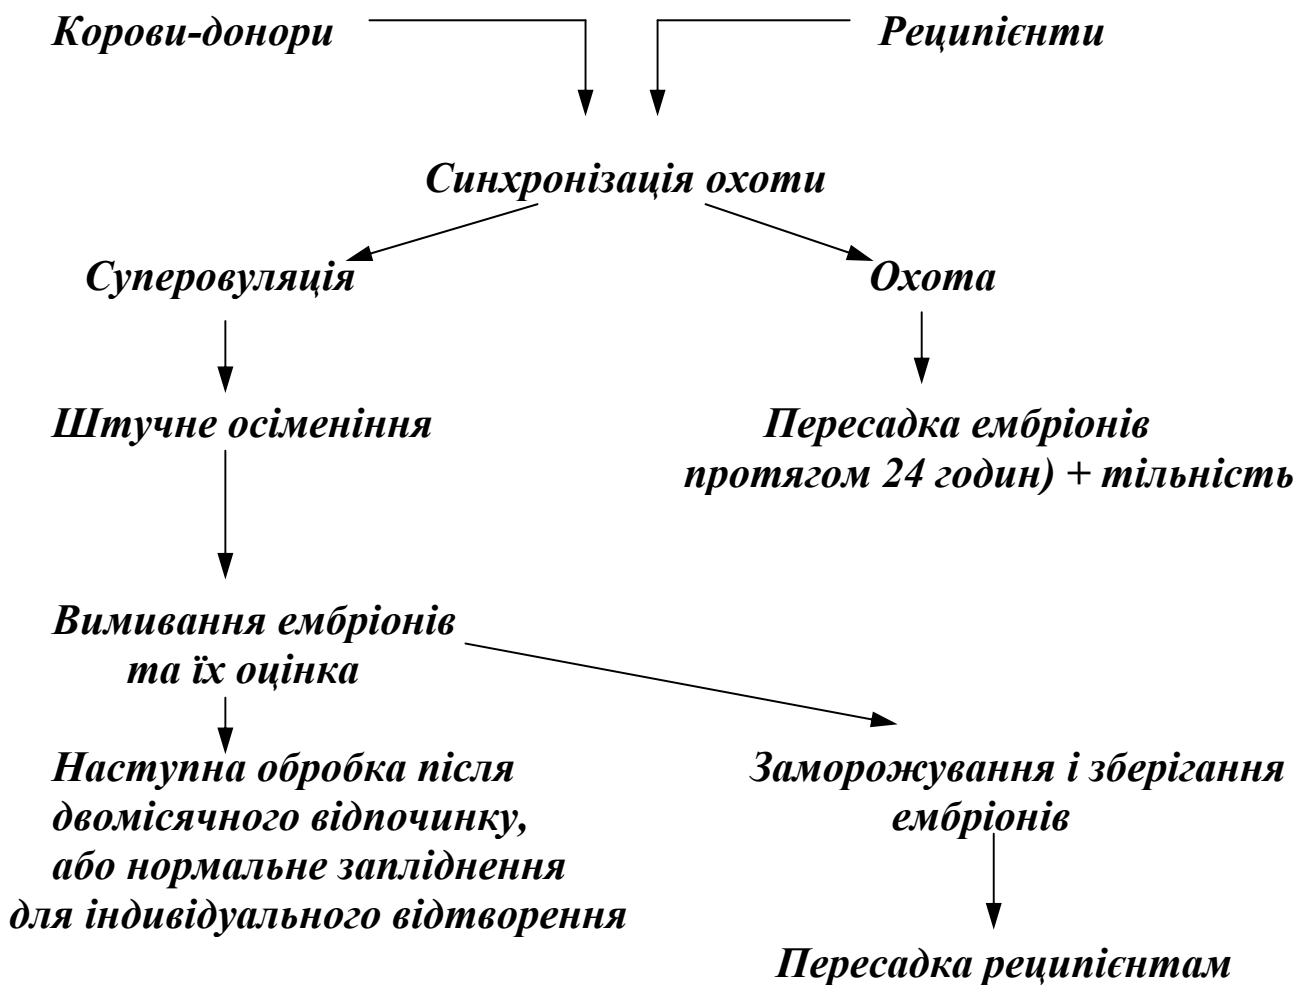 Корови-донори
Реципієнти
Синхронізація охоти
Суперовуляція
Охота
Штучне осіменіння
Пересадка ембріонів
протягом 24 годин) + тільність
Вимивання ембріонів
та їх оцінка
Наступна обробка після
двомісячного відпочинку,
або нормальне запліднення
для індивідуального відтворення
Заморожування і зберігання
ембріонів
Пересадка реципієнтам